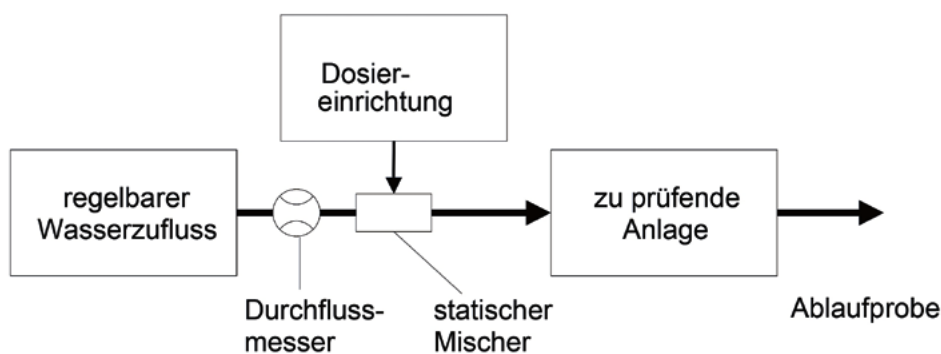 Dosier-
einrichtung
regelbarer
Wasserzufluss
zu prüfende
Anlage
Durchfluss-
messer
statischer
Mischer
Ablaufprobe